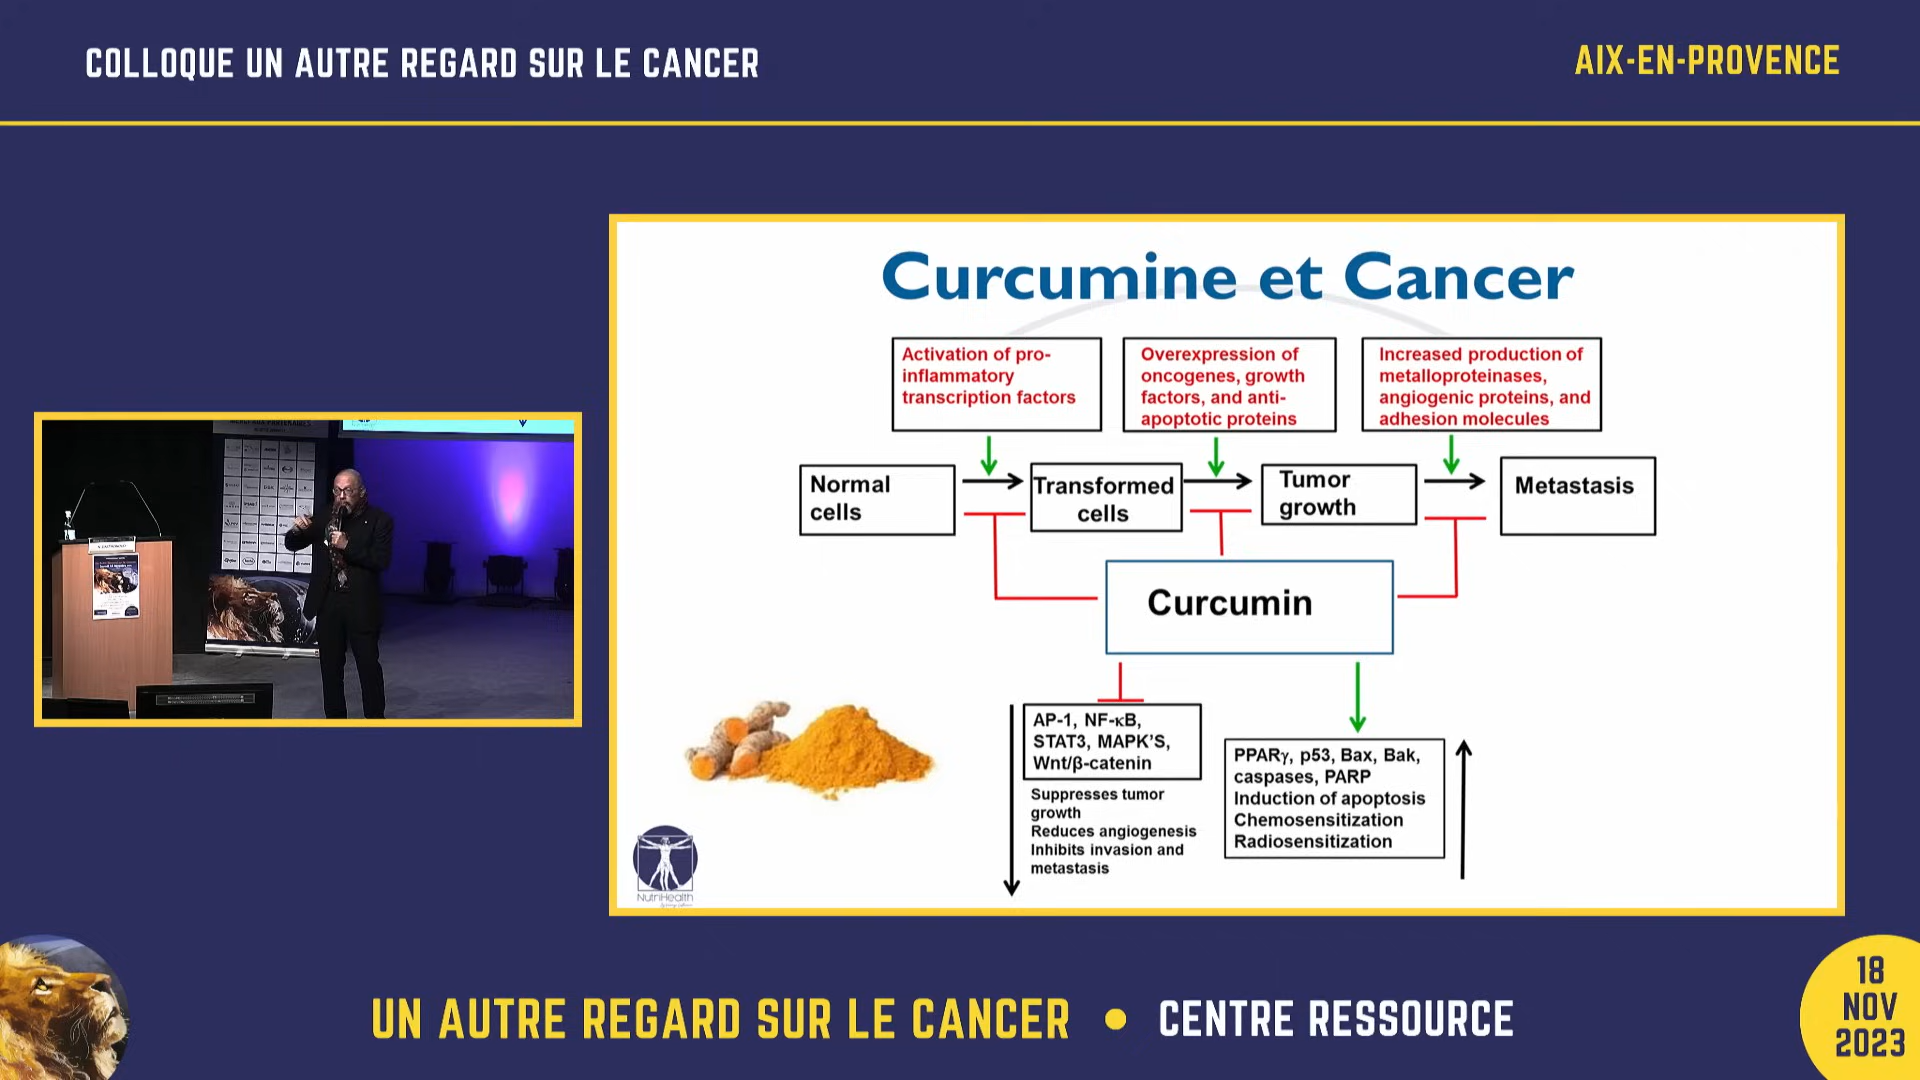 COLLOQUE UN AUTRE REGARD SUR LE CANCER
AIX-EN-PROVENCE
Curcumine et Cancer
Activation of pro-
inflammatory
transcription factors
Overexpression of
oncogenes, growth
factors, and anti-
apoptotic proteins
Increased production of
metalloproteinases,
angiogenic proteins, and
adhesion molecules
Normal
cells
Transformed
cells
Tumor
growth
Metastasis
Curcumin
AP-1, NF-κB,
STAT3, MAPK'S,
Wnt/β-catenin
Suppresses tumor
growth
Reduces angiogenesis
Inhibits invasion and
metastasis
PPARγ, p53, Bax, Bak,
caspases, PARP
Induction of apoptosis
Chemosensitization
Radiosensitization
NutriHealth
UN AUTRE REGARD SUR LE CANCER • CENTRE RESSOURCE
18
NOV
2023